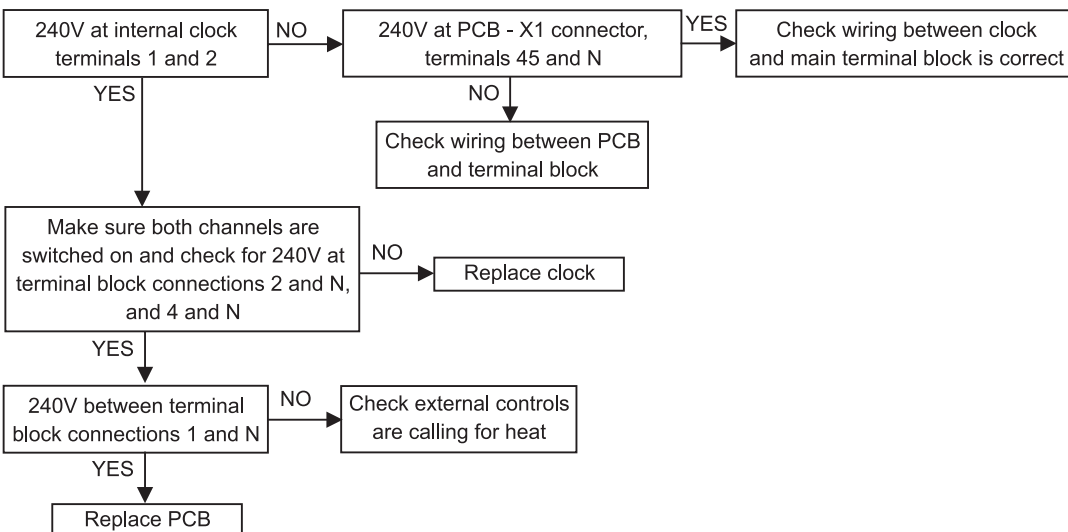 240V at internal clock
terminals 1 and 2
NO
240V at PCB - X1 connector,
terminals 45 and N
YES
Check wiring between clock
and main terminal block is correct
YES
NO
Check wiring between PCB
and terminal block
Make sure both channels are
switched on and check for 240V at
terminal block connections 2 and N,
and 4 and N
NO
Replace clock
YES
240V between terminal
block connections 1 and N
NO
Check external controls
are calling for heat
YES
Replace PCB